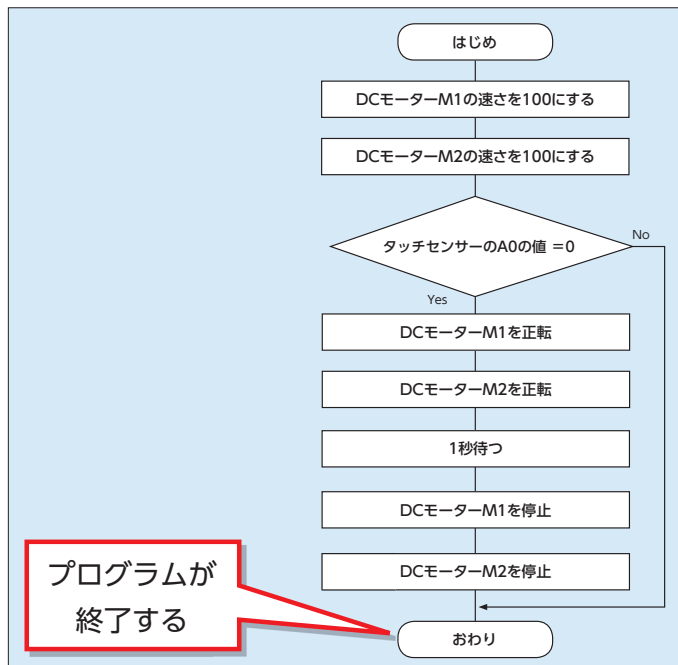 はじめ
DCモーターM1の速さを100にする
DCモーターM2の速さを100にする
タッチセンサーのA0の値 =0
No
Yes
DCモーターM1を正転
DCモーターM2を正転
1秒待つ
DCモーターM1を停止
DCモーターM2を停止
プログラムが
終了する
おわり